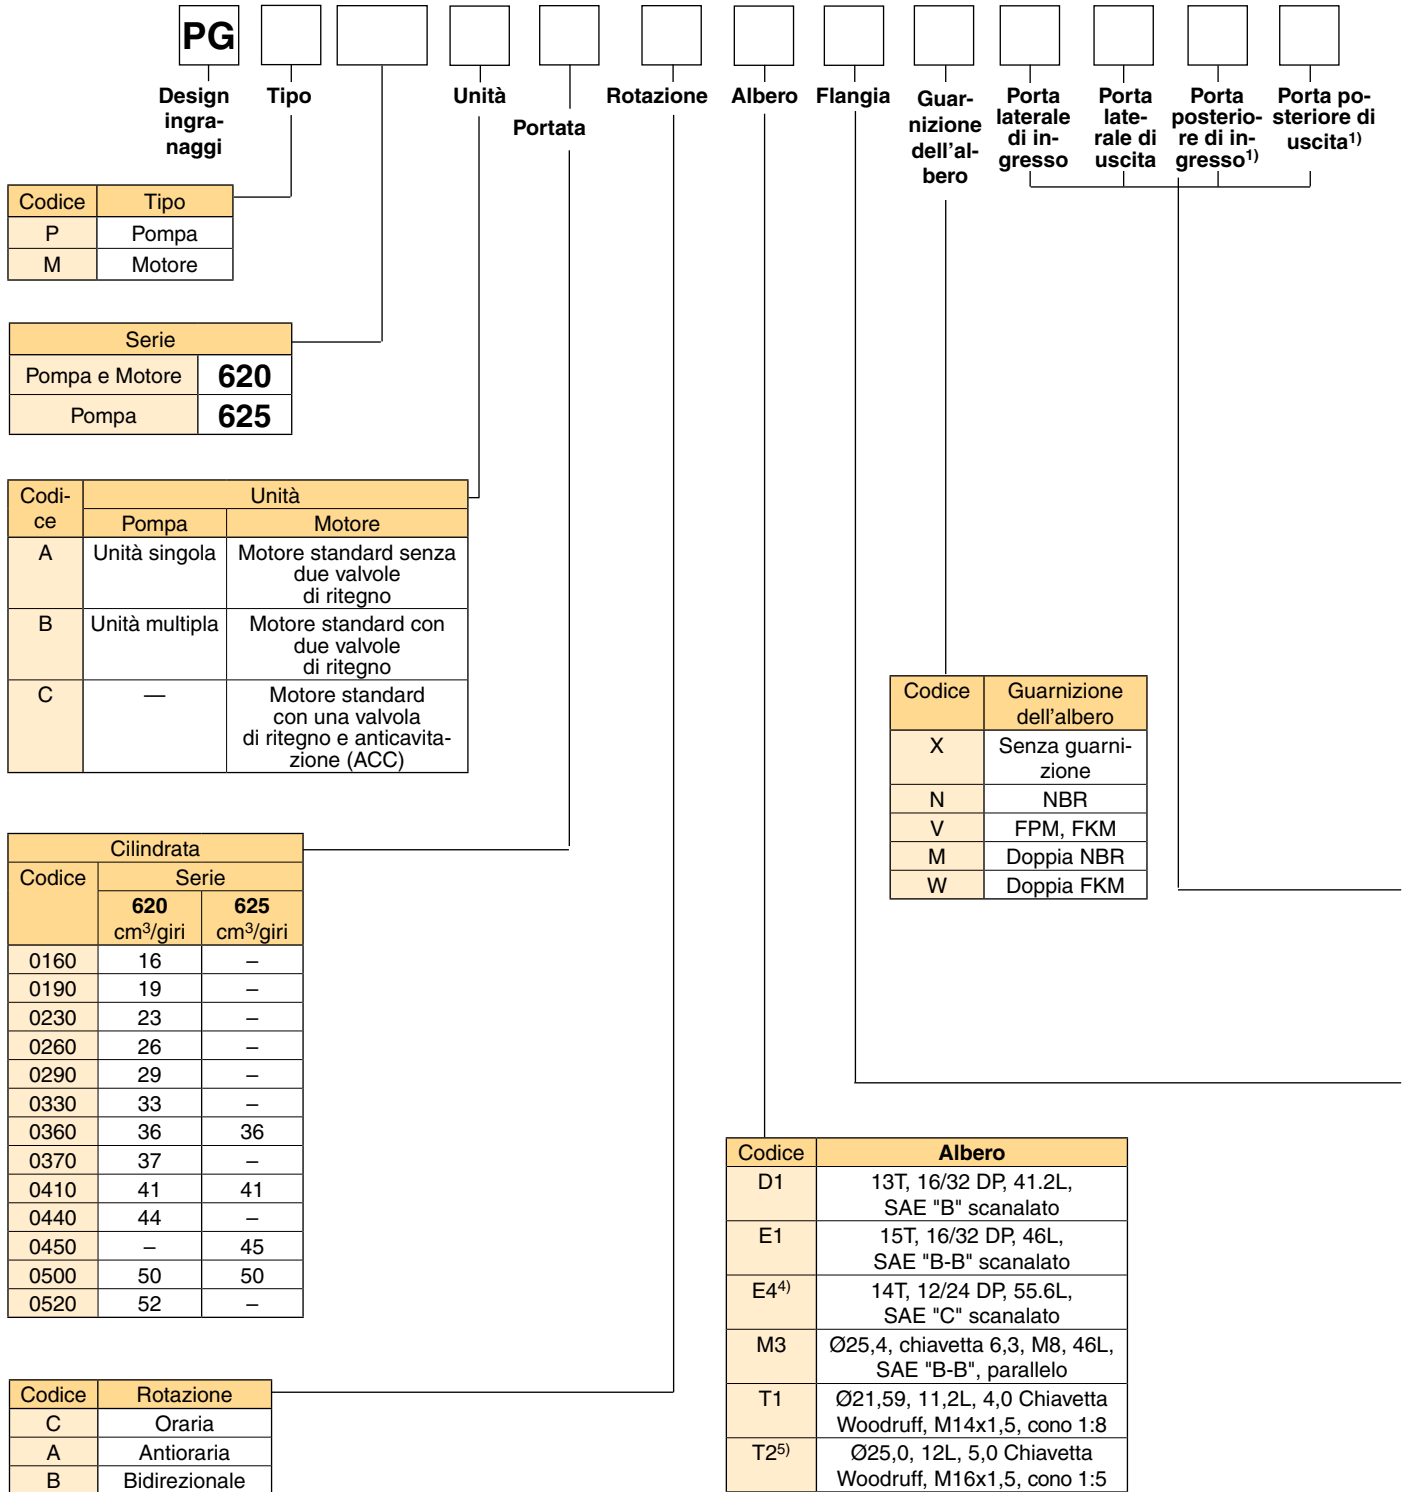 PG
Design
ingra-
naggi
Tipo
Unità
Portata
Rotazione
Albero
Flangia
Guar-
nizione
dell'al-
bero
Porta
laterale
di in-
gresso
Porta
late-
rale di
uscita
Porta
posterio-
re di in-
gresso1)
Porta po-
steriore di
uscita1)
Codice Tipo
P Pompa
M Motore
Serie
Pompa e Motore 620
Pompa 625
Codi-
ce
Unità
Pompa Motore
A Unità singola Motore standard senza
due valvole
di ritegno
B Unità multipla Motore standard con
due valvole
di ritegno
C — Motore standard
con una valvola
di ritegno e anticavita-
zione (ACC)
Codice Guarnizione
dell'albero
X Senza guarni-
zione
N NBR
V FPM, FKM
M Doppia NBR
W Doppia FKM
Cilindrata
Codice Serie
620 625
cm³/giri cm³/giri
0160 16 –
0190 19 –
0230 23 –
0260 26 –
0290 29 –
0330 33 –
0360 36 36
0370 37 –
0410 41 41
0440 44 –
0450 – 45
0500 50 50
0520 52 –
Codice Albero
D1 13T, 16/32 DP, 41.2L,
SAE "B" scanalato
E1 15T, 16/32 DP, 46L,
SAE "B-B" scanalato
E44) 14T, 12/24 DP, 55.6L,
SAE "C" scanalato
M3 Ø25,4, chiavetta 6,3, M8, 46L,
SAE "B-B", parallelo
T1 Ø21,59, 11,2L, 4,0 Chiavetta
Woodruff, M14x1,5, cono 1:8
T25) Ø25,0, 12L, 5,0 Chiavetta
Woodruff, M16x1,5, cono 1:5
Codice Rotazione
C Oraria
A Antioraria
B Bidirezionale